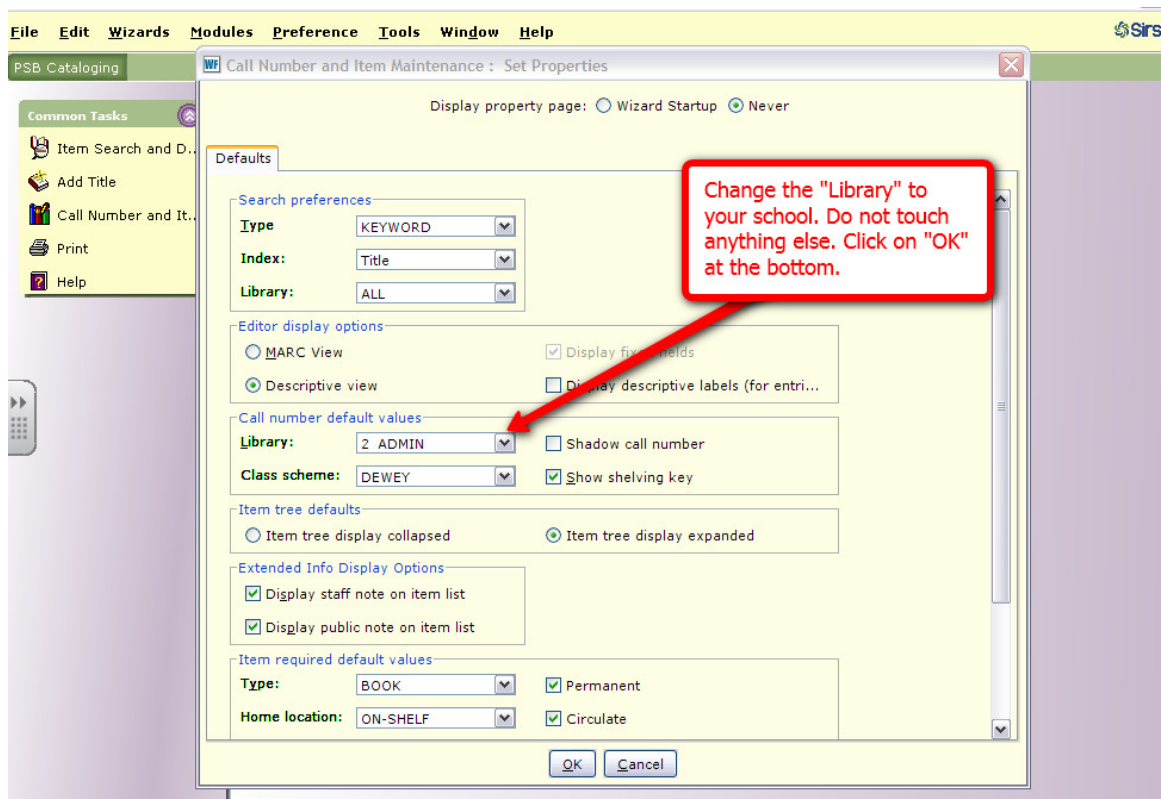 File Edit Wizards Modules Preference Tools Window Help
Sirs
PSB Cataloging
WF Call Number and Item Maintenance : Set Properties
Common Tasks
Item Search and D..
Add Title
Call Number and It..
Print
Help
Display property page: Wizard Startup Never
Defaults
Change the "Library" to
your school. Do not touch
anything else. Click on "OK"
at the bottom.
Search preferences
Type KEYWORD
Index: Title
Library: ALL
Editor display options
MARC View
Display fixe ields
Descriptive view
Display descriptive labels (for entri...
Call number default values
Library: 2 ADMIN
Shadow call number
Class scheme: DEWEY
Show shelving key
Item tree defaults
Item tree display collapsed
Item tree display expanded
Extended Info Display Options
Display staff note on item list
Display public note on item list
Item required default values
Type: BOOK
Permanent
Home location: ON-SHELF
Circulate
OK Cancel